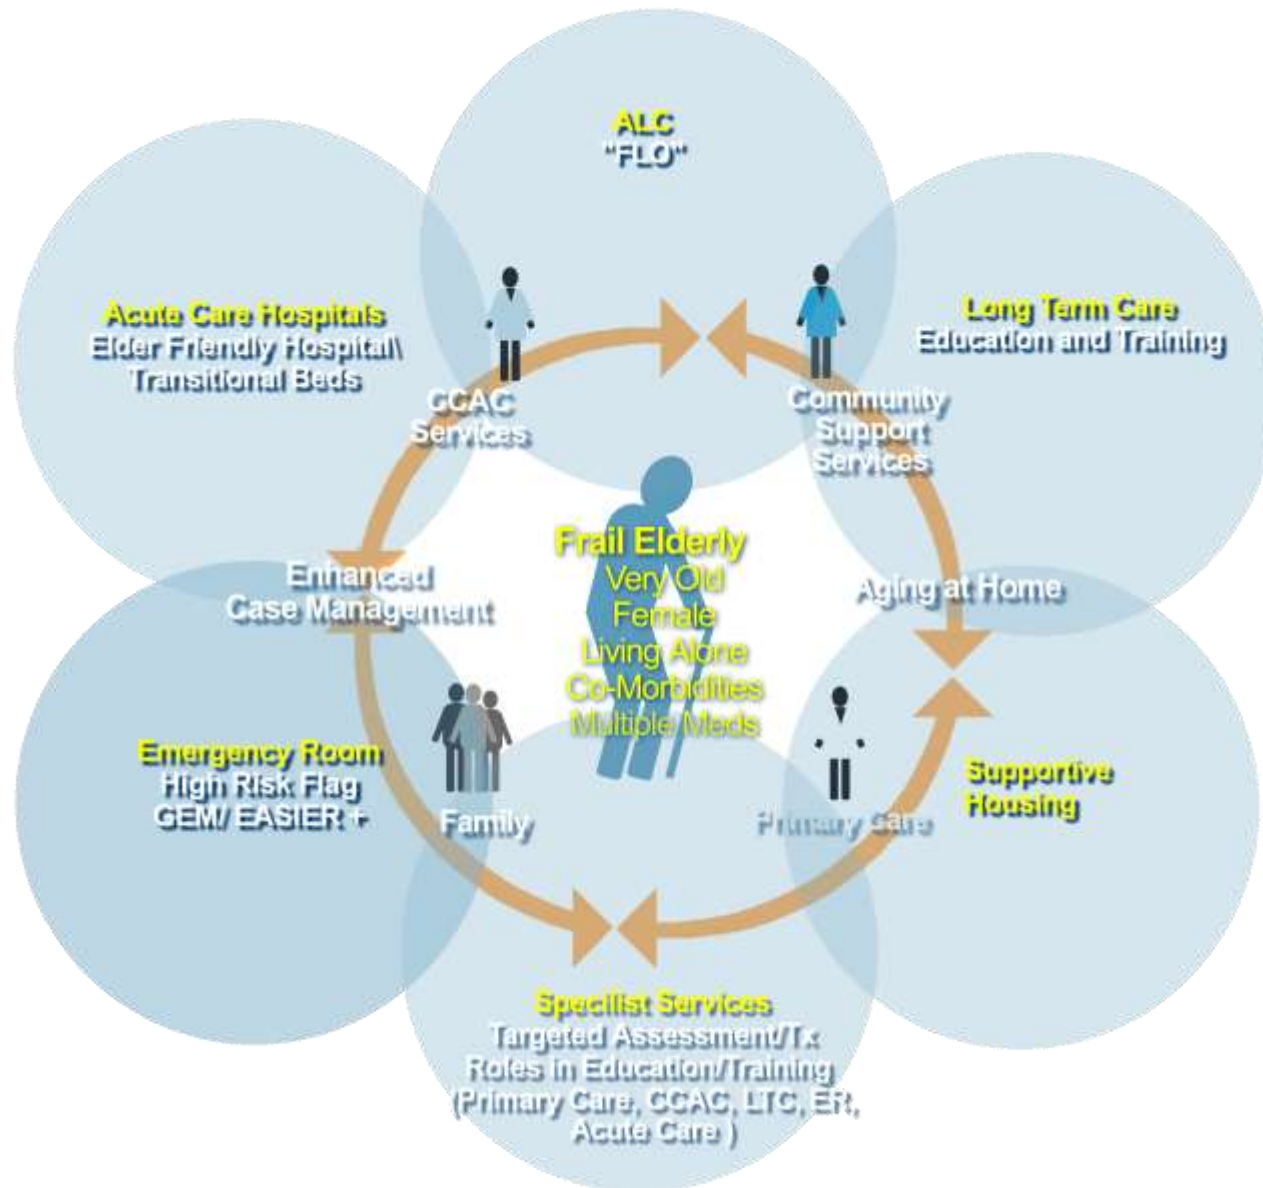 ALC
"FLO"
Acute Care Hospitals
Elder Friendly Hospital\
Transitional Beds
Long Term Care
Education and Training
CCAC
Services
Community
Support
Services
Frail Elderly
Very Old
Female
Living Alone
Co-Morbidities
Multiple Meds
Enhanced
Case Management
Aging at Home
Emergency Room
High Risk Flag
GEM/ EASIER +
Family
Primary Care
Supportive
Housing
Specilist Services
Targeted Assessment/Tx
Roles in Education/Training
(Primary Care, CCAC, LTC, ER,
Acute Care )